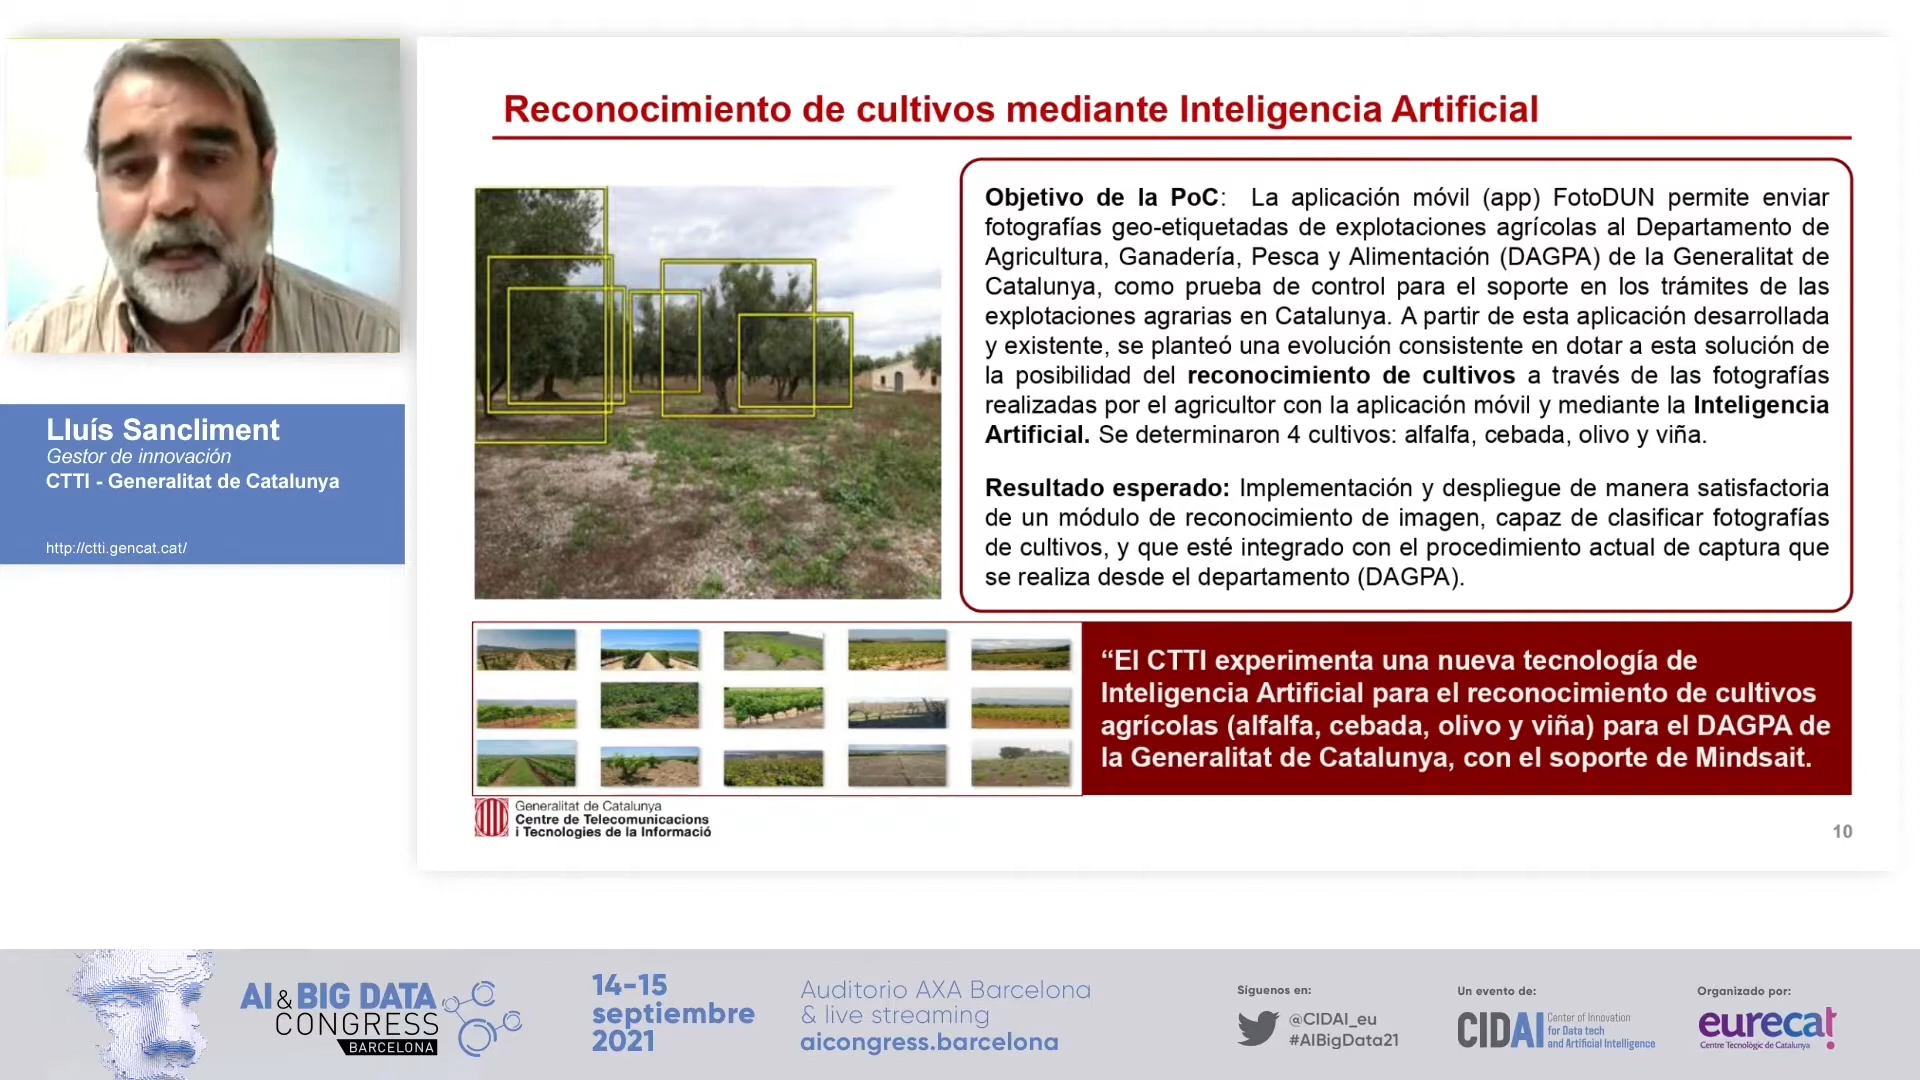 Reconocimiento de cultivos mediante Inteligencia Artificial
Objetivo de la PoC: La aplicación móvil (app) FotoDUN permite enviar
fotografías geo-etiquetadas de explotaciones agrícolas al Departamento de
Agricultura, Ganadería, Pesca y Alimentación (DAGPA) de la Generalitat de
Catalunya, como prueba de control para el soporte en los trámites de las
explotaciones agrarias en Catalunya. A partir de esta aplicación desarrollada
y existente, se planteó una evolución consistente en dotar a esta solución de
la posibilidad del reconocimiento de cultivos a través de las fotografías
realizadas por el agricultor con la aplicación móvil y mediante la Inteligencia
Artificial. Se determinaron 4 cultivos: alfalfa, cebada, olivo y viña.
Resultado esperado: Implementación y despliegue de manera satisfactoria
de un módulo de reconocimiento de imagen, capaz de clasificar fotografías
de cultivos, y que esté integrado con el procedimiento actual de captura que
se realiza desde el departamento (DAGPA).
Lluís Sancliment
Gestor de innovación
CTTI - Generalitat de Catalunya
http://ctti.gencat.cat/
“El CTTI experimenta una nueva tecnología de
Inteligencia Artificial para el reconocimiento de cultivos
agrícolas (alfalfa, cebada, olivo y viña) para el DAGPA de
la Generalitat de Catalunya, con el soporte de Mindsait.
Generalitat de Catalunya
Centre de Telecomunicacions
i Tecnologies de la Informació
10
AI & BIG DATA
CONGRESS
BARCELONA
14-15
septiembre
2021
Auditorio AXA Barcelona
& live streaming
aicongress.barcelona
Síguenos en:
@CIDAI_eu
#AIBigData21
Un evento de:
CIDAI
Center of Innovation
for Data tech
and Artificial Intelligence
Organizado por:
eurecat
Centre Tecnològic de Catalunya